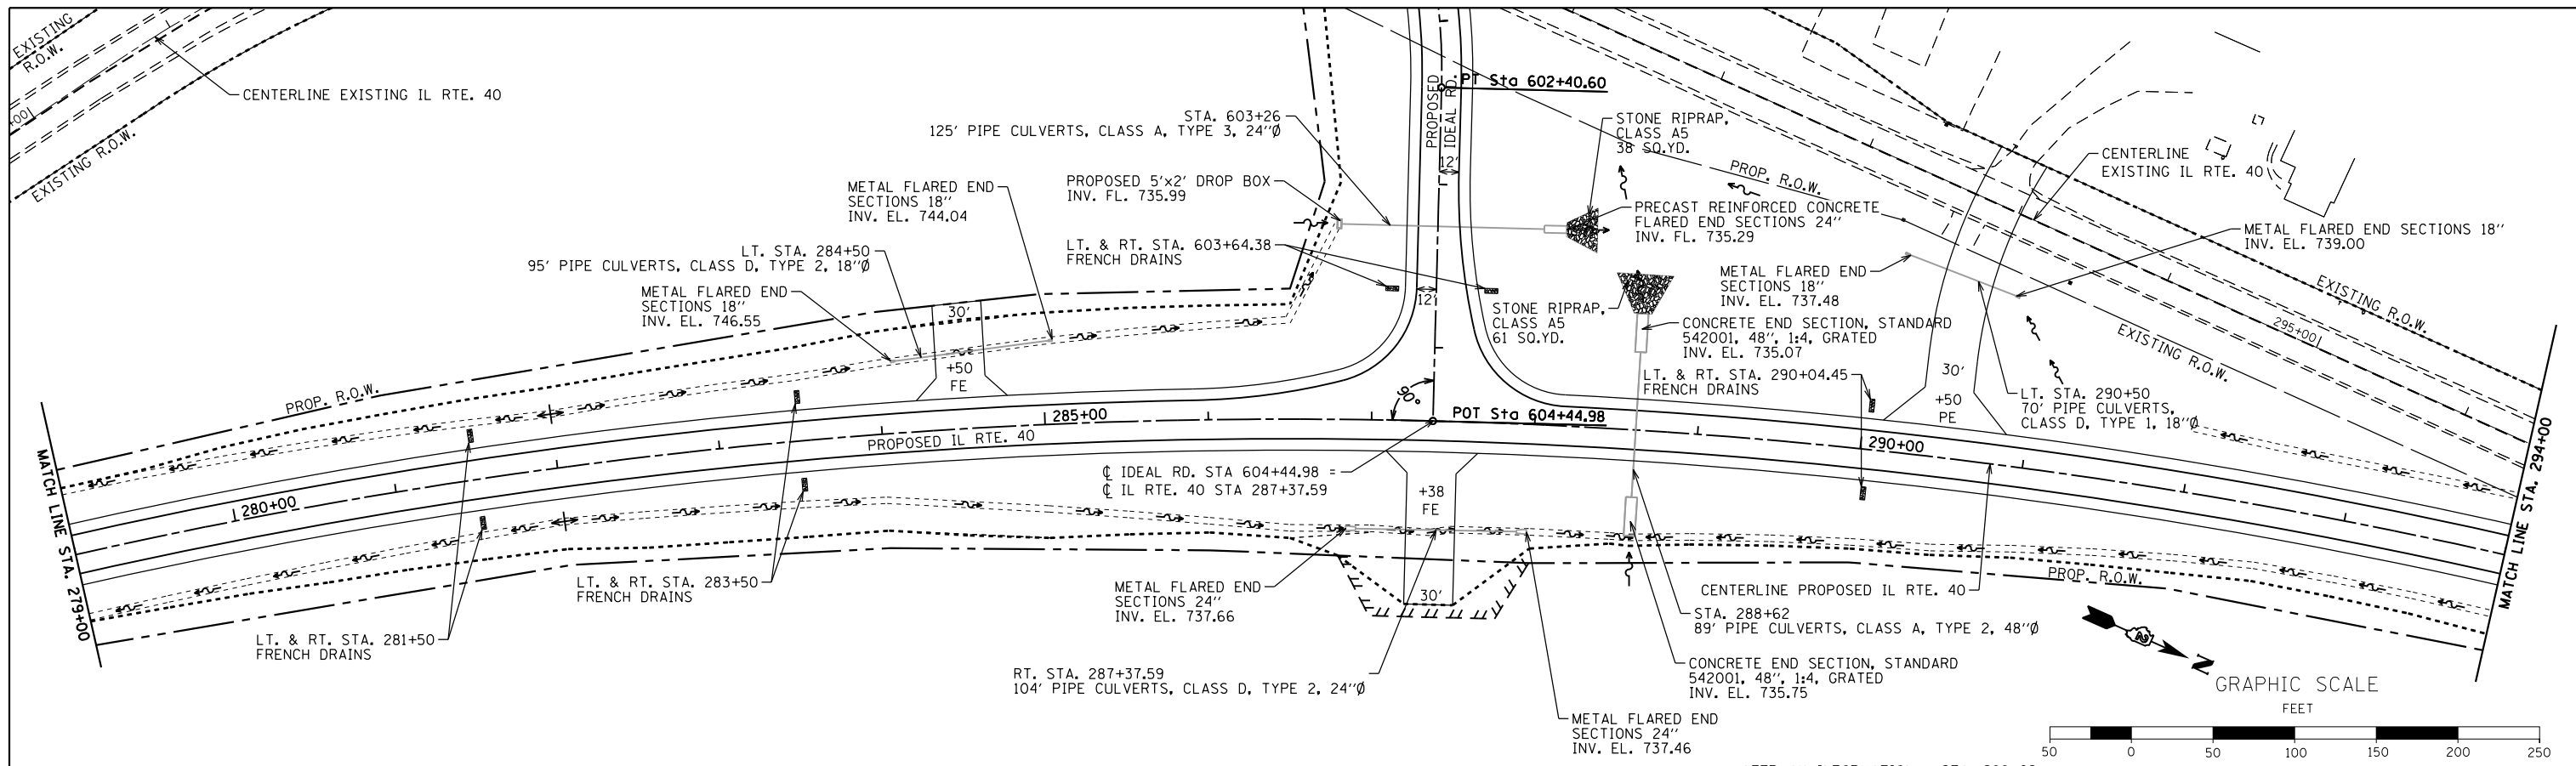 EXISTING
R.O.W.
+00
EXISTING R.O.W.
CENTERLINE EXISTING IL RTE. 40
STA. 603+26
125' PIPE CULVERTS, CLASS A, TYPE 3, 24"Ø
METAL FLARED END
SECTIONS 18"
INV. EL. 744.04
PROPOSED 5'x2' DROP BOX
INV. FL. 735.99
LT. STA. 284+50
95' PIPE CULVERTS, CLASS D, TYPE 2, 18"Ø
LT. & RT. STA. 603+64.38
FRENCH DRAINS
METAL FLARED END
SECTIONS 18"
INV. EL. 746.55
30'
+50
FE
PROP. R.O.W.
PROPOSED
IDEAL RD.
PT Sta 602+40.60
12'
12'
STONE RIPRAP,
CLASS A5
38 SQ.YD.
PROP. R.O.W.
PRECAST REINFORCED CONCRETE
FLARED END SECTIONS 24"
INV. FL. 735.29
CENTERLINE
EXISTING IL RTE. 40
METAL FLARED END SECTIONS 18"
INV. EL. 739.00
METAL FLARED END
SECTIONS 18"
INV. EL. 737.48
STONE RIPRAP,
CLASS A5
61 SQ.YD.
CONCRETE END SECTION, STANDARD
542001, 48", 1:4, GRATED
INV. EL. 735.07
LT. & RT. STA. 290+04.45
FRENCH DRAINS
EXISTING R.O.W.
295+00
EXISTING R.O.W.
30'
+50
PE
LT. STA. 290+50
70' PIPE CULVERTS,
CLASS D, TYPE 1, 18"Ø
90°
POT Sta 604+44.98
285+00
PROPOSED IL RTE. 40
290+00
280+00
MATCH LINE STA. 279+00
MATCH LINE STA. 294+00
℄ IDEAL RD. STA 604+44.98 =
℄ IL RTE. 40 STA 287+37.59
+38
FE
30'
LT. & RT. STA. 283+50
FRENCH DRAINS
LT. & RT. STA. 281+50
FRENCH DRAINS
METAL FLARED END
SECTIONS 24"
INV. EL. 737.66
CENTERLINE PROPOSED IL RTE. 40
PROP. R.O.W.
STA. 288+62
89' PIPE CULVERTS, CLASS A, TYPE 2, 48"Ø
RT. STA. 287+37.59
104' PIPE CULVERTS, CLASS D, TYPE 2, 24"Ø
CONCRETE END SECTION, STANDARD
542001, 48", 1:4, GRATED
INV. EL. 735.75
METAL FLARED END
SECTIONS 24"
INV. EL. 737.46
N
GRAPHIC SCALE
FEET
50 0 50 100 150 200 250